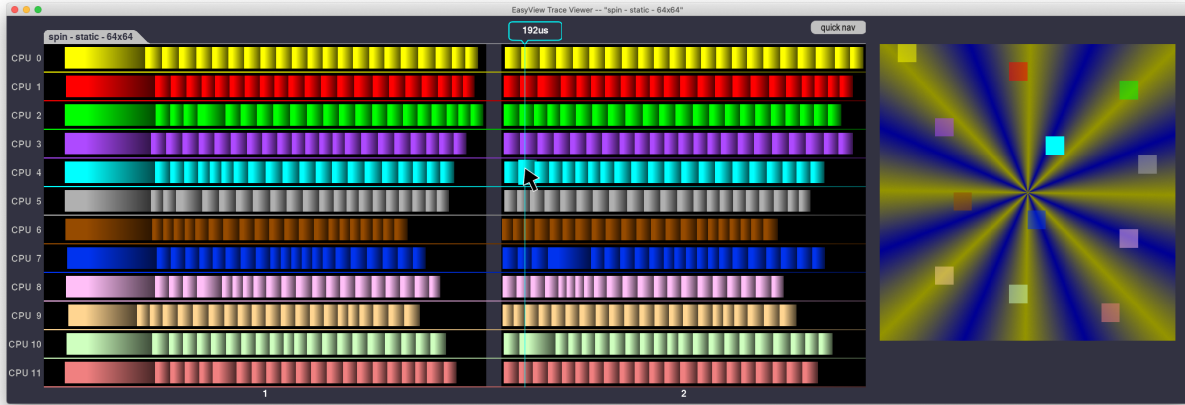 EasyView Trace Viewer -- "spin - static - 64x64"
spin - static - 64x64
192us
quick nav
CPU 0
CPU 1
CPU 2
CPU 3
CPU 4
CPU 5
CPU 6
CPU 7
CPU 8
CPU 9
CPU 10
CPU 11
1
2